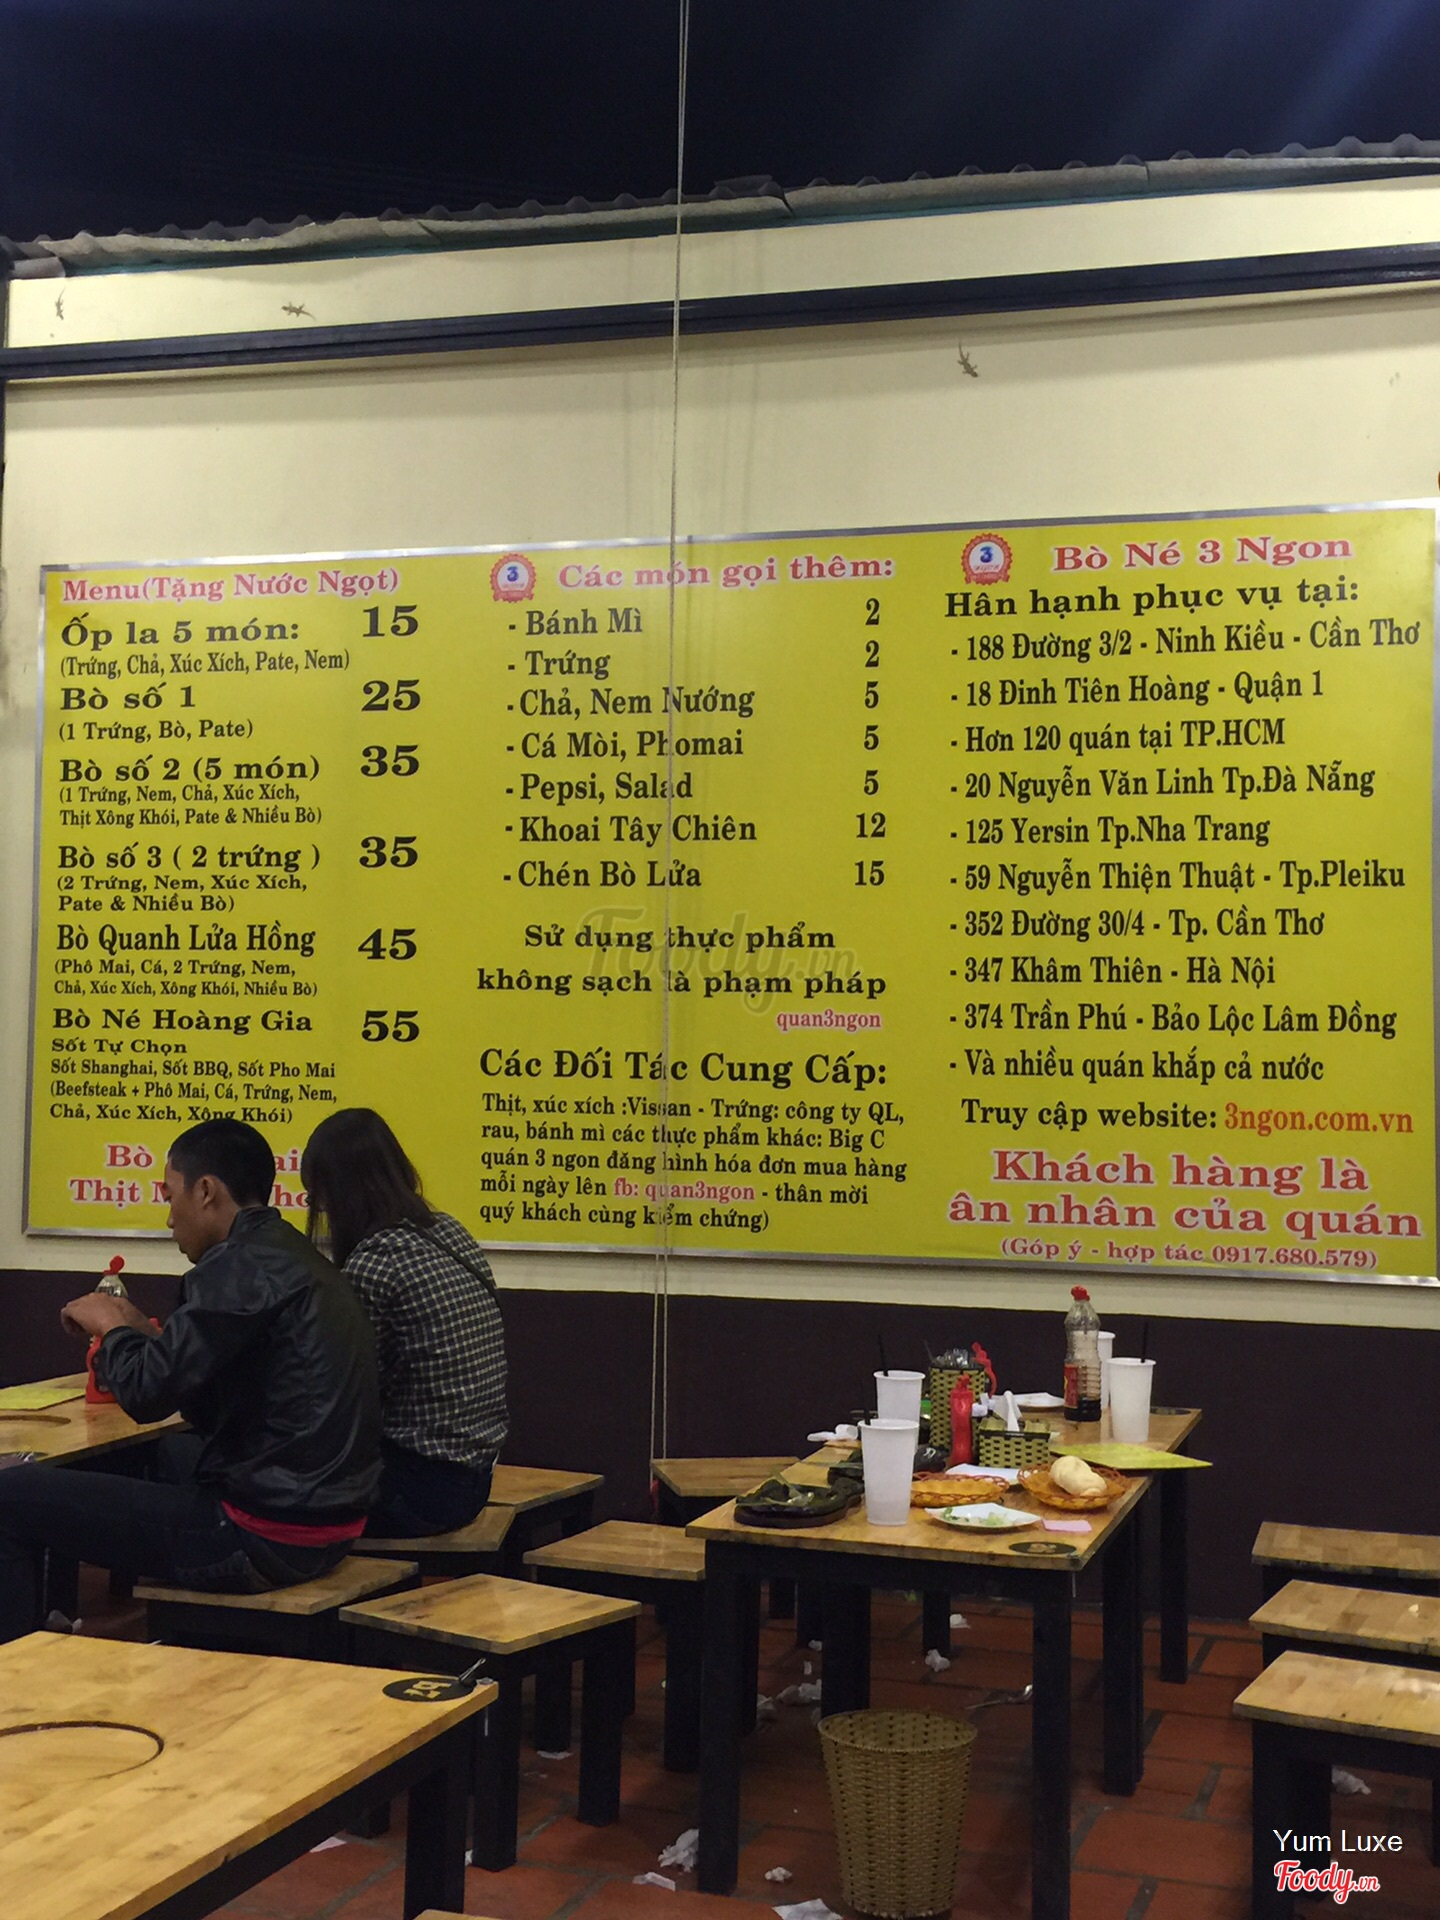 Menu(Tặng Nước Ngọt)
Ốp la 5 món: 15
(Trứng, Chả, Xúc Xích, Pate, Nem)
Bò số 1 25
(1 Trứng, Bò, Pate)
Bò số 2 (5 món) 35
(1 Trứng, Nem, Chả, Xúc Xích,
Thịt Xông Khói, Pate & Nhiều Bò)
Bò số 3 ( 2 trứng ) 35
(2 Trứng, Nem, Xúc Xích,
Pate & Nhiều Bò)
Bò Quanh Lửa Hồng 45
(Phô Mai, Cá, 2 Trứng, Nem,
Chả, Xúc Xích, Xông Khói, Nhiều Bò)
Bò Né Hoàng Gia 55
Sốt Tự Chọn
Sốt Shanghai, Sốt BBQ, Sốt Pho Mai
(Beefsteak + Phô Mai, Cá, Trứng, Nem,
Chả, Xúc Xích, Xông Khói)
Bò
Thịt
3
Các món gọi thêm:
- Bánh Mì 2
- Trứng 2
- Chả, Nem Nướng 5
- Cá Mòi, Phomai 5
- Pepsi, Salad 5
- Khoai Tây Chiên 12
- Chén Bò Lửa 15
Sử dụng thực phẩm
không sạch là phạm pháp
quan3ngon
Các Đối Tác Cung Cấp:
Thịt, xúc xích :Vissan - Trứng: công ty QL,
rau, bánh mì các thực phẩm khác: Big C
quán 3 ngon đăng hình hóa đơn mua hàng
mỗi ngày lên fb: quan3ngon - thân mời
quý khách cùng kiểm chứng)
3
Bò Né 3 Ngon
Hân hạnh phục vụ tại:
- 188 Đường 3/2 - Ninh Kiều - Cần Thơ
- 18 Đinh Tiên Hoàng - Quận 1
- Hơn 120 quán tại TP.HCM
- 20 Nguyễn Văn Linh Tp.Đà Nẵng
- 125 Yersin Tp.Nha Trang
- 59 Nguyễn Thiện Thuật - Tp.Pleiku
- 352 Đường 30/4 - Tp. Cần Thơ
- 347 Khâm Thiên - Hà Nội
- 374 Trần Phú - Bảo Lộc Lâm Đồng
- Và nhiều quán khắp cả nước
Truy cập website: 3ngon.com.vn
Khách hàng là
ân nhân của quán
(Góp ý - hợp tác 0917.680.579)
Foody.vn
Yum Luxe
Foody.vn